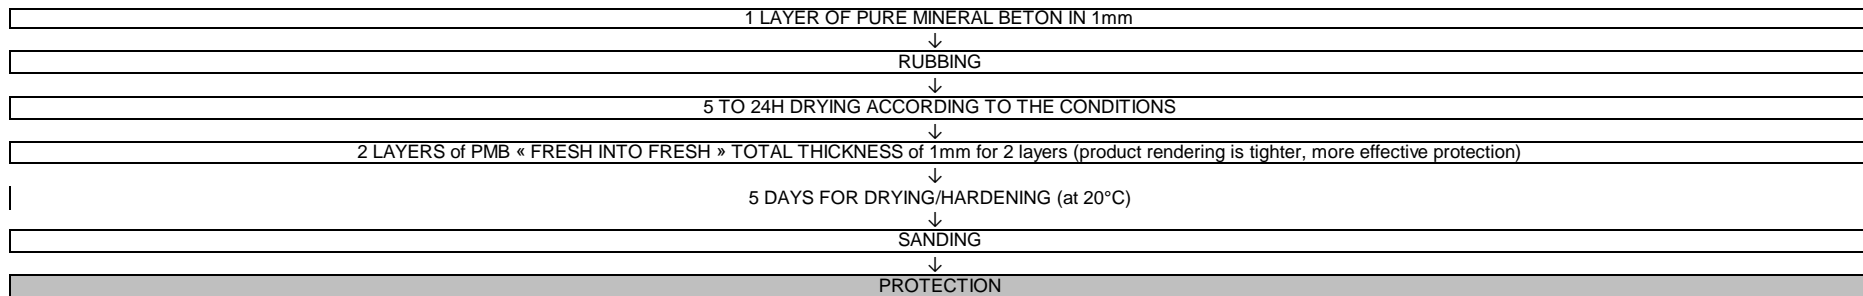 1 LAYER OF PURE MINERAL BETON IN 1mm
↓
RUBBING
↓
5 TO 24H DRYING ACCORDING TO THE CONDITIONS
↓
2 LAYERS of PMB « FRESH INTO FRESH » TOTAL THICKNESS of 1mm for 2 layers (product rendering is tighter, more effective protection)
↓
5 DAYS FOR DRYING/HARDENING (at 20°C)
↓
SANDING
↓
PROTECTION